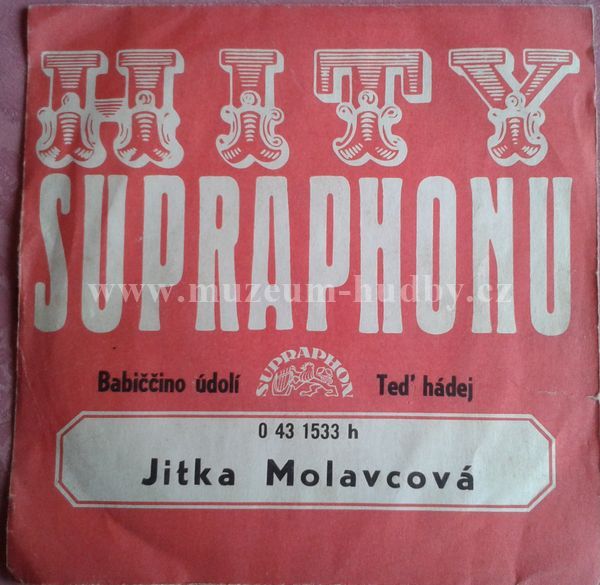 HITY
SUPRAPHONU
www.muzeum-hudby.cz
Babiččino údolí
SUPRAPHON
Teď hádej
0 43 1533 h
Jitka Molavcová